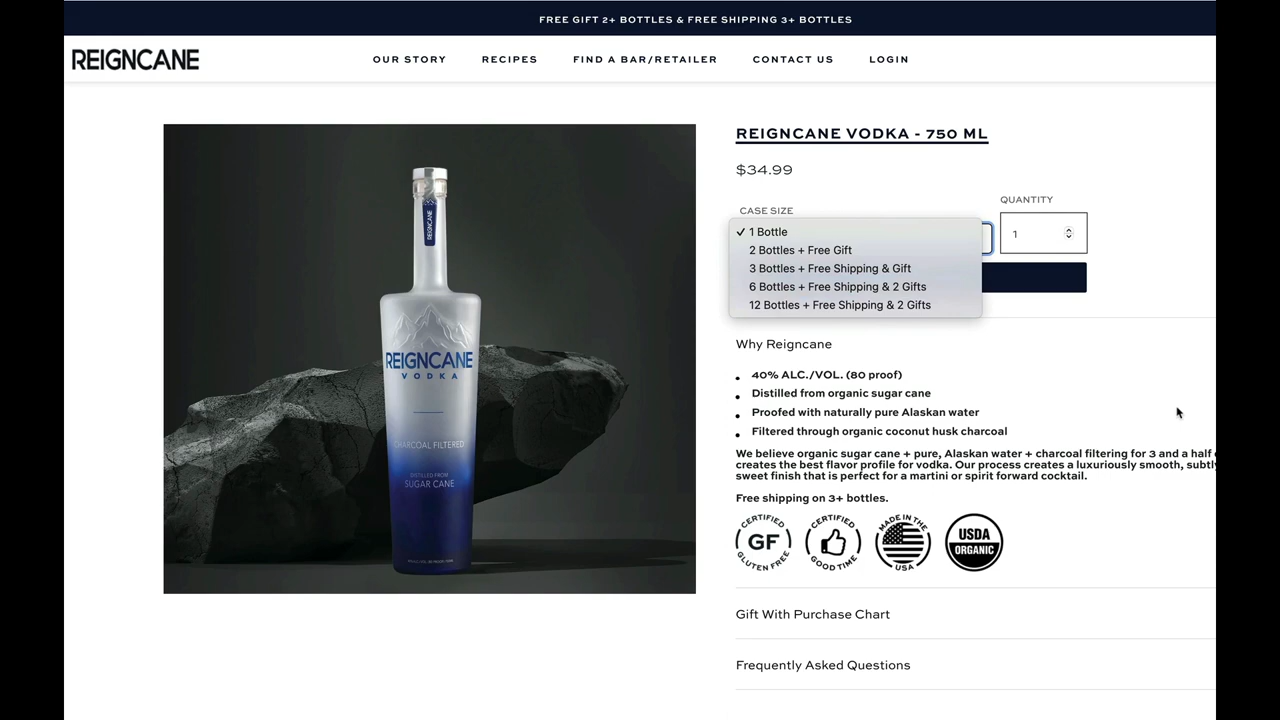 FREE GIFT 2+ BOTTLES & FREE SHIPPING 3+ BOTTLES
REIGNCANE
OUR STORY
RECIPES
FIND A BAR/RETAILER
CONTACT US
LOGIN
REIGNCANE VODKA - 750 ML
$34.99
CASE SIZE
QUANTITY
✓ 1 Bottle
1
2 Bottles + Free Gift
3 Bottles + Free Shipping & Gift
6 Bottles + Free Shipping & 2 Gifts
12 Bottles + Free Shipping & 2 Gifts
REIGNCANE
REIGNCANE
VODKA
CHARCOAL FILTERED
DISTILLED FROM
SUGAR CANE
Why Reigncane
40% ALC./VOL. (80 proof)
Distilled from organic sugar cane
Proofed with naturally pure Alaskan water
Filtered through organic coconut husk charcoal
We believe organic sugar cane + pure, Alaskan water + charcoal filtering for 3 and a half
creates the best flavor profile for vodka. Our process creates a luxuriously smooth, subtly
sweet finish that is perfect for a martini or spirit forward cocktail.
Free shipping on 3+ bottles.
CERTIFIED
GF
GLUTEN FREE
CERTIFIED
GOOD TIME
MADE IN THE
USA
USDA
ORGANIC
Gift With Purchase Chart
Frequently Asked Questions